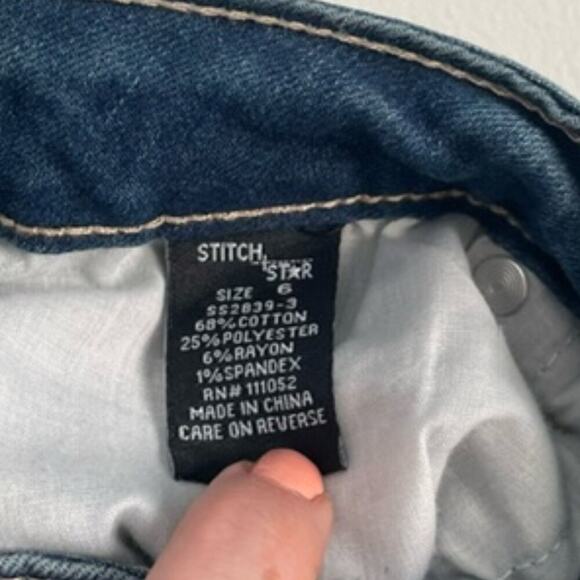 STITCH
+ STAR
SIZE 6
SS2839-3
68%COTTON
25%POLYESTER
6%RAYON
1%SPANDEX
RN# 111052
MADE IN CHINA
CARE ON REVERSE